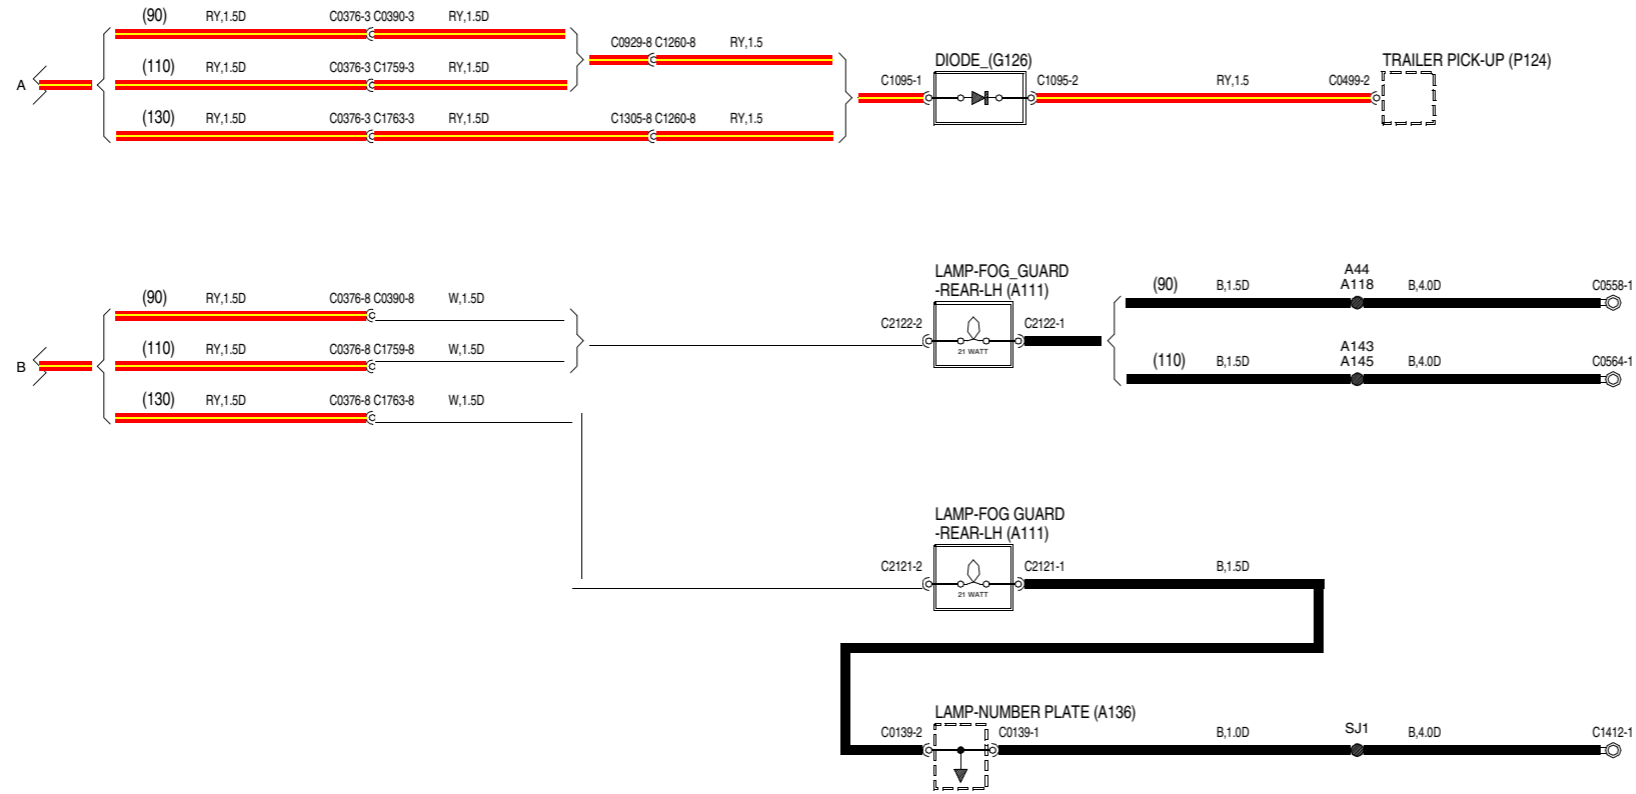 (90) RY,1.5D C0376-3 C0390-3 RY,1.5D
C0929-8 C1260-8 RY,1.5
A (110) RY,1.5D C0376-3 C1759-3 RY,1.5D
(130) RY,1.5D C0376-3 C1763-3 RY,1.5D C1305-8 C1260-8 RY,1.5
DIODE_(G126)
C1095-1 C1095-2 RY,1.5 C0499-2
TRAILER PICK-UP (P124)
(90) RY,1.5D C0376-8 C0390-8 W,1.5D
B (110) RY,1.5D C0376-8 C1759-8 W,1.5D
(130) RY,1.5D C0376-8 C1763-8 W,1.5D
LAMP-FOG_GUARD
-REAR-LH (A111)
C2122-2 C2122-1
21 WATT
(90) B,1.5D A44
A118 B,4.0D C0558-1
(110) B,1.5D A143
A145 B,4.0D C0564-1
LAMP-FOG GUARD
-REAR-LH (A111)
C2121-2 C2121-1 B,1.5D
21 WATT
LAMP-NUMBER PLATE (A136)
C0139-2 C0139-1 B,1.0D SJ1 B,4.0D C1412-1